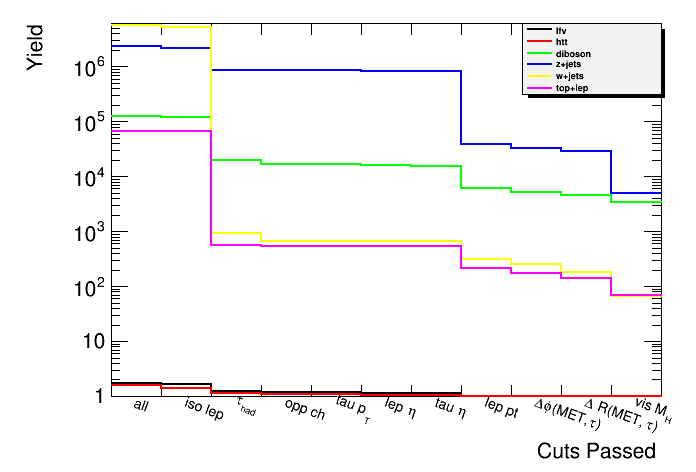 Yield
lfv
htt
diboson
z+jets
w+jets
top+lep
10^6
10^5
10^4
10^3
10^2
10
1
all
iso lep
τ_had
opp ch
tau p_T
lep η
tau η
lep pt
Δϕ(MET,τ)
Δ R(MET, τ)
vis M_H
Cuts Passed